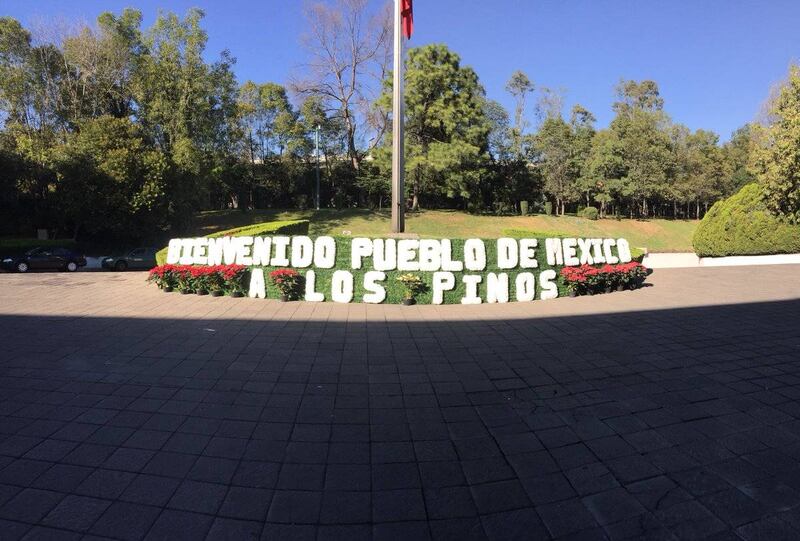 BIENVENIDO PUEBLO DE MEXICO
A LOS PINOS